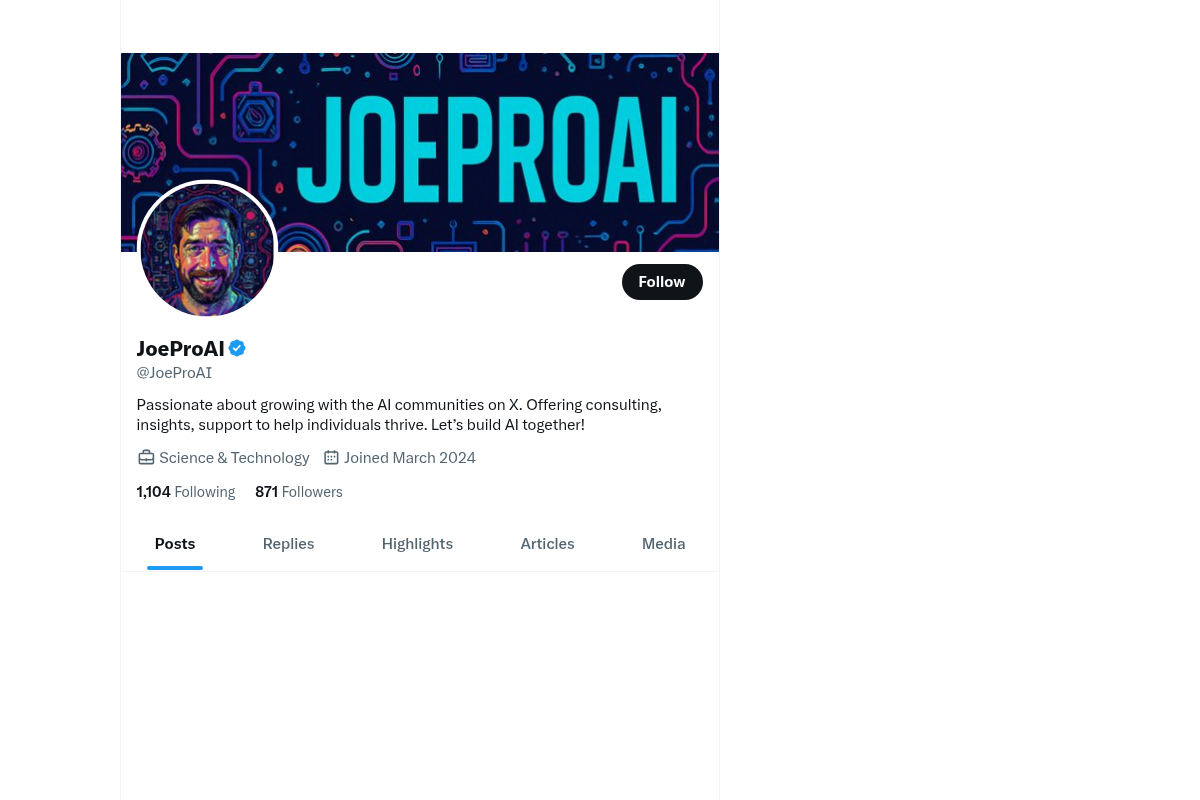 JOEPROAI
Follow
JoeProAI
@JoeProAI
Passionate about growing with the AI communities on X. Offering consulting,
insights, support to help individuals thrive. Let’s build AI together!
Science & Technology Joined March 2024
1,104 Following 871 Followers
Posts Replies Highlights Articles Media